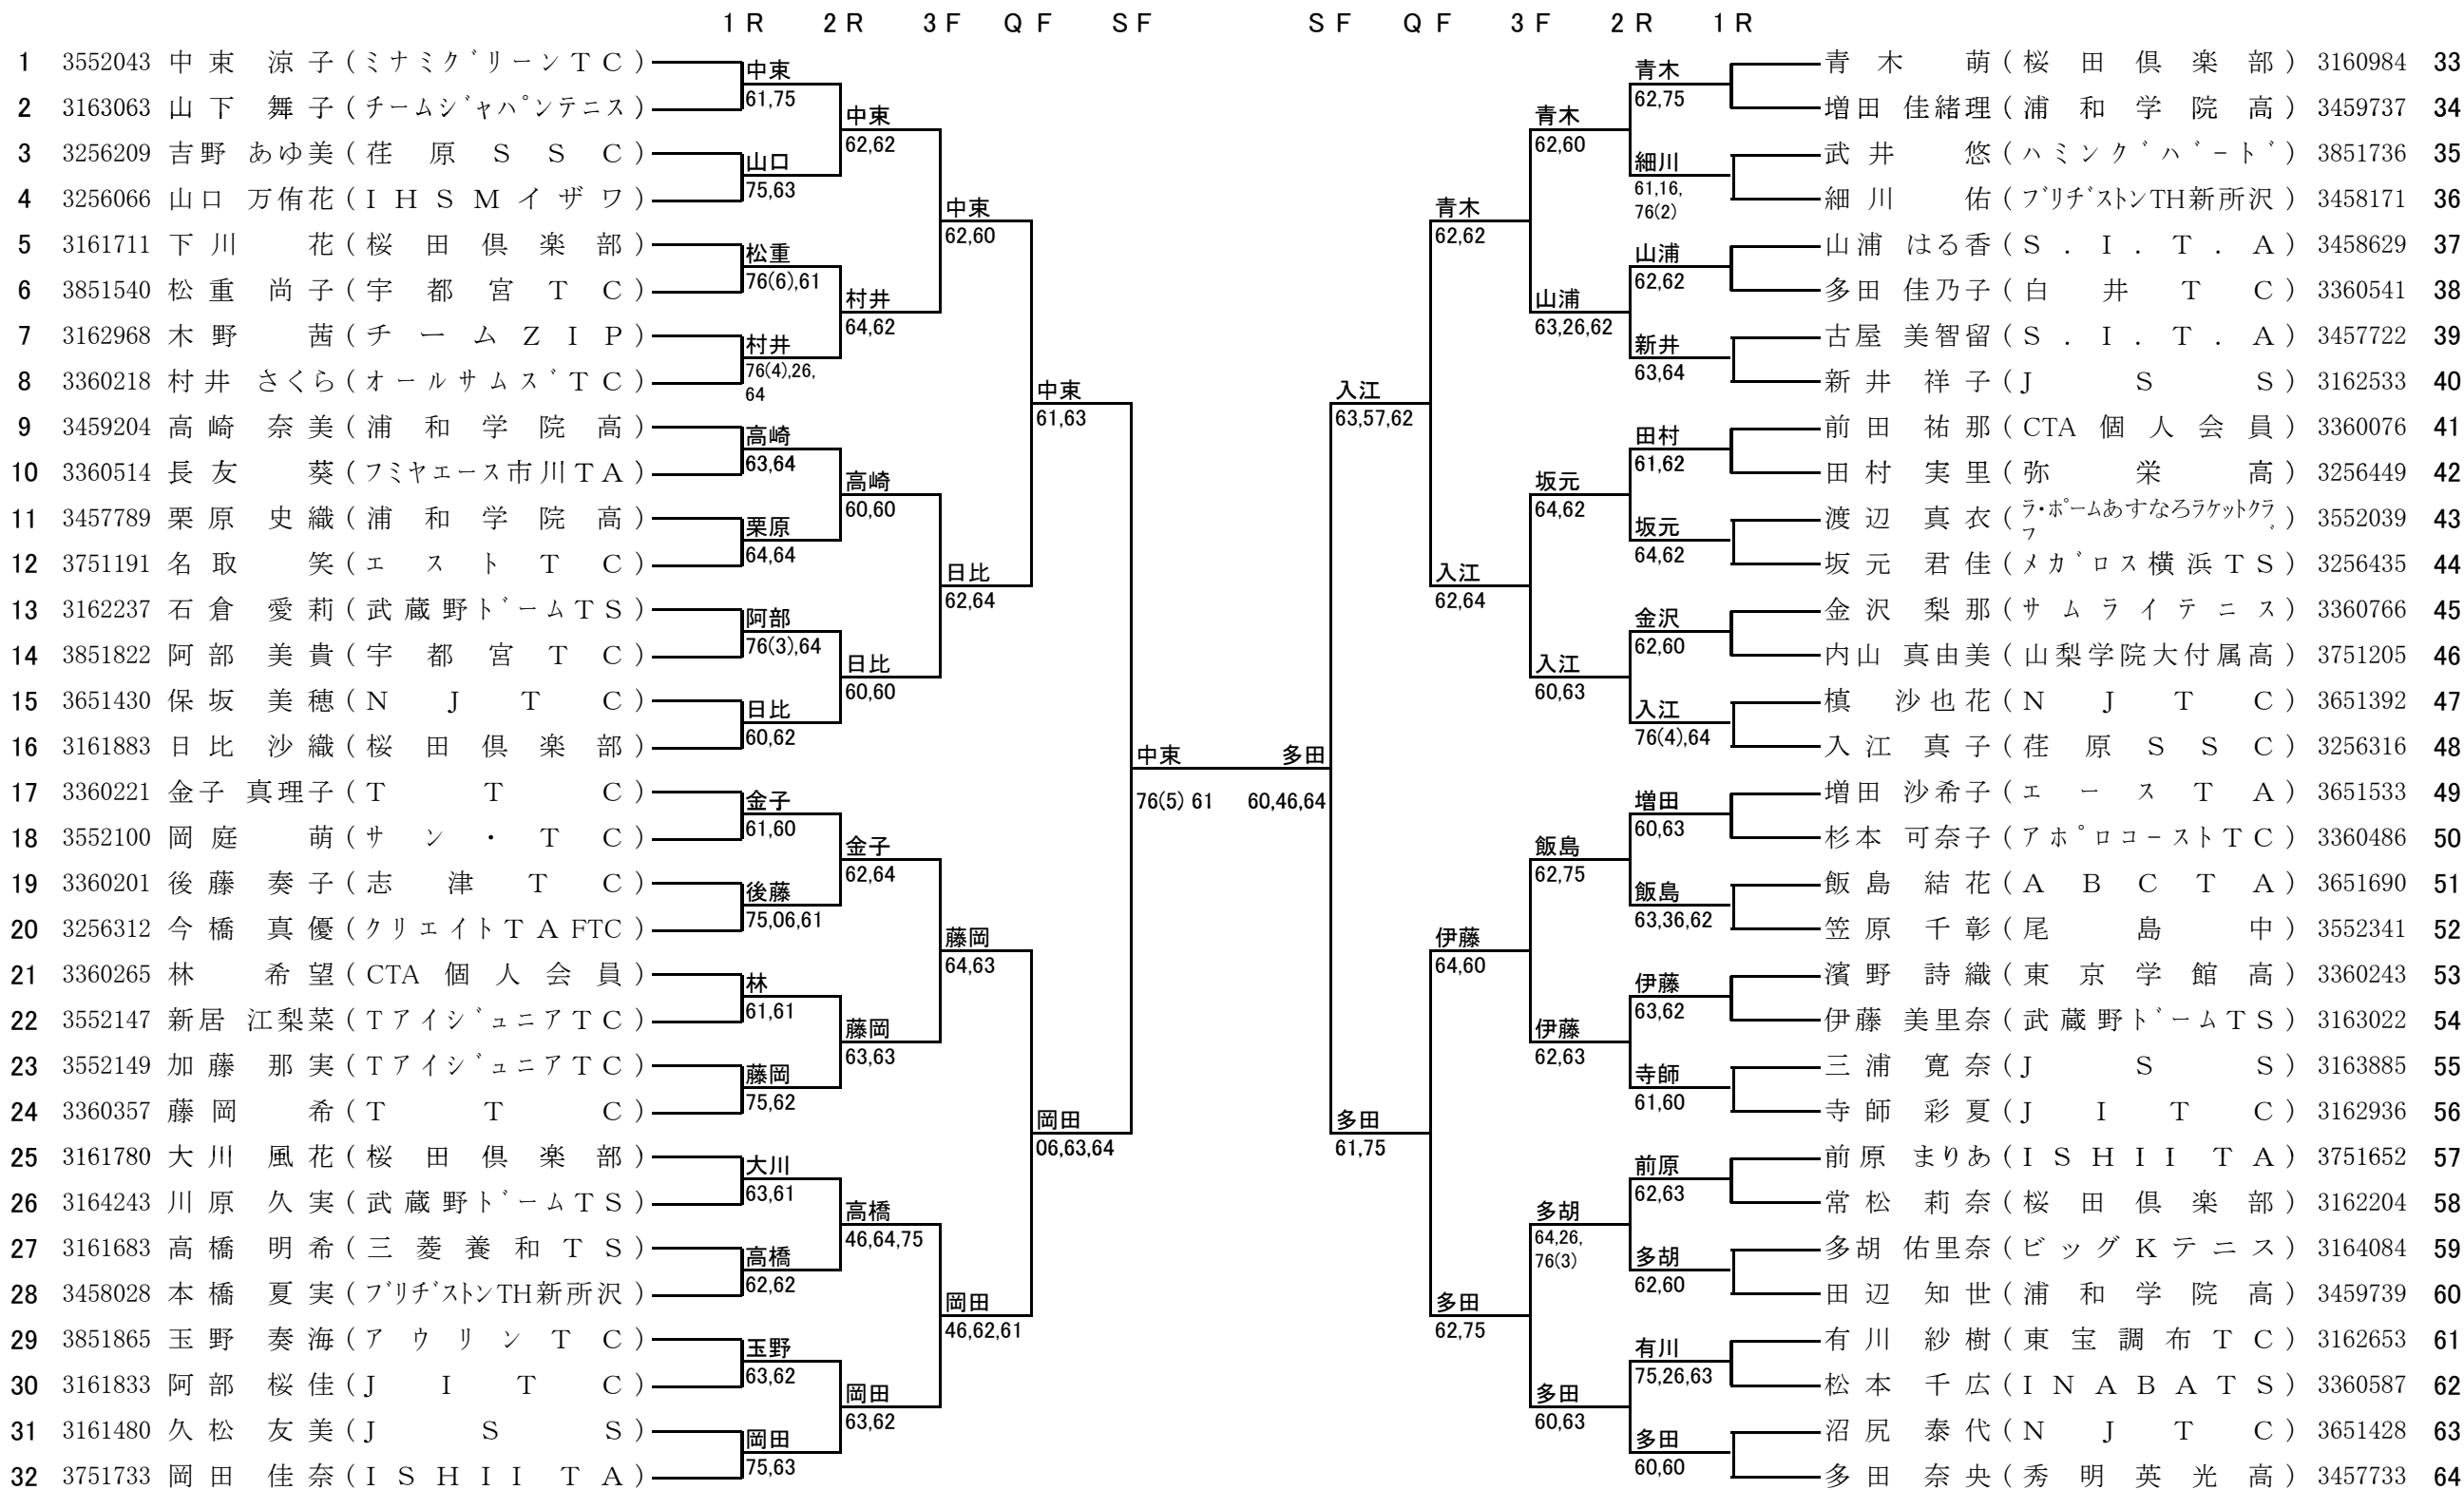 1 R 2 R 3 F Q F S F S F Q F 3 F 2 R 1 R
1 3552043 中東 涼子 (ミナミグリーンTC)
2 3163063 山下 舞子 (チームジャパンテニス)
3 3256209 吉野 あゆ美 (荏原SSC)
4 3256066 山口 万侑花 (IHSMイザワ)
5 3161711 下川 花 (桜田倶楽部)
6 3851540 松重 尚子 (宇都宮TC)
7 3162968 木野 茜 (チームZIP)
8 3360218 村井 さくら (オールサムズTC)
9 3459204 高崎 奈美 (浦和学院高)
10 3360514 長友 葵 (フミヤエース市川TA)
11 3457789 栗原 史織 (浦和学院高)
12 3751191 名取 笑 (エストTC)
13 3162237 石倉 愛莉 (武蔵野ドームTS)
14 3851822 阿部 美貴 (宇都宮TC)
15 3651430 保坂 美穂 (NJTC)
16 3161883 日比 沙織 (桜田倶楽部)
17 3360221 金子 真理子 (TTC)
18 3552100 岡庭 萌 (サン・TC)
19 3360201 後藤 奏子 (志津TC)
20 3256312 今橋 真優 (クリエイトTA FTC)
21 3360265 林 希望 (CTA個人会員)
22 3552147 新居 江梨菜 (TアイジュニアTC)
23 3552149 加藤 那実 (TアイジュニアTC)
24 3360357 藤岡 希 (TTC)
25 3161780 大川 風花 (桜田倶楽部)
26 3164243 川原 久実 (武蔵野ドームTS)
27 3161683 高橋 明希 (三菱養和TS)
28 3458028 本橋 夏実 (ブリヂストンTH新所沢)
29 3851865 玉野 奏海 (アウリンTC)
30 3161833 阿部 桜佳 (JITC)
31 3161480 久松 友美 (JSS)
32 3751733 岡田 佳奈 (ISHII TA)
中東
61,75
山口
75,63
松重
76(6),61
村井
76(4),26,
64
高崎
63,64
栗原
64,64
阿部
76(3),64
日比
60,62
金子
61,60
後藤
75,06,61
林
61,61
藤岡
75,62
大川
63,61
高橋
62,62
玉野
63,62
岡田
75,63
中東
62,62
村井
64,62
高崎
60,60
日比
60,60
金子
62,64
藤岡
63,63
高橋
46,64,75
岡田
63,62
中東
62,60
日比
62,64
藤岡
64,63
岡田
46,62,61
中東
61,63
岡田
06,63,64
中東
76(5) 61
多田
60,46,64
入江
63,57,62
多田
61,75
青木
62,62
入江
62,64
伊藤
64,60
多田
62,75
青木
62,60
山浦
63,26,62
坂元
64,62
入江
60,63
飯島
62,75
伊藤
62,63
多胡
64,26,
76(3)
多田
60,63
青木
62,75
細川
61,16,
76(2)
山浦
62,62
新井
63,64
田村
61,62
坂元
64,62
金沢
62,60
入江
76(4),64
増田
60,63
飯島
63,36,62
伊藤
63,62
寺師
61,60
前原
62,63
多胡
62,60
有川
75,26,63
多田
60,60
青木 萌 (桜田倶楽部) 3160984 33
増田 佳緒理 (浦和学院高) 3459737 34
武井 悠 (ハミングバード) 3851736 35
細川 佑 (ブリヂストンTH新所沢) 3458171 36
山浦 はる香 (S.I.T.A) 3458629 37
多田 佳乃子 (白井TC) 3360541 38
古屋 美智留 (S.I.T.A) 3457722 39
新井 祥子 (JSS) 3162533 40
前田 祐那 (CTA個人会員) 3360076 41
田村 実里 (弥栄高) 3256449 42
渡辺 真衣 (ラ・ポームあすなろラケットクラブ) 3552039 43
坂元 君佳 (メガロス横浜TS) 3256435 44
金沢 梨那 (サムライテニス) 3360766 45
内山 真由美 (山梨学院大付属高) 3751205 46
槙 沙也花 (NJTC) 3651392 47
入江 真子 (荏原SSC) 3256316 48
増田 沙希子 (エースTA) 3651533 49
杉本 可奈子 (アポロコーストTC) 3360486 50
飯島 結花 (ABCTA) 3651690 51
笠原 千彰 (尾島中) 3552341 52
濱野 詩織 (東京学館高) 3360243 53
伊藤 美里奈 (武蔵野ドームTS) 3163022 54
三浦 寛奈 (JSS) 3163885 55
寺師 彩夏 (JITC) 3162936 56
前原 まりあ (ISHII TA) 3751652 57
常松 莉奈 (桜田倶楽部) 3162204 58
多胡 佑里奈 (ビッグKテニス) 3164084 59
田辺 知世 (浦和学院高) 3459739 60
有川 紗樹 (東宝調布TC) 3162653 61
松本 千広 (INABATS) 3360587 62
沼尻 泰代 (NJTC) 3651428 63
多田 奈央 (秀明英光高) 3457733 64